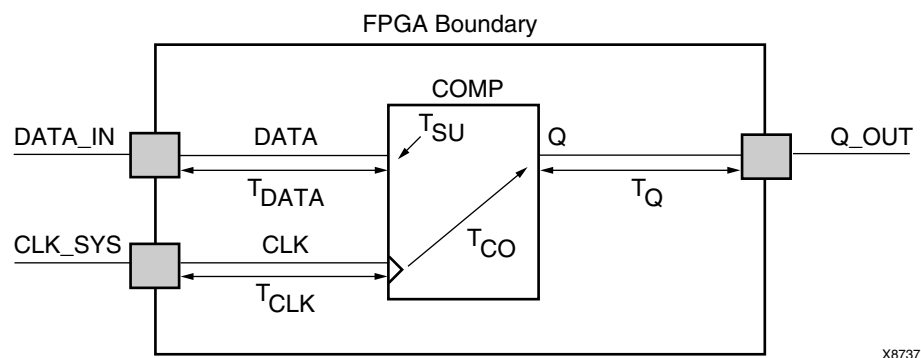 FPGA Boundary
COMP
DATA_IN
DATA
TSU
Q
Q_OUT
TDATA
TQ
CLK_SYS
CLK
TCO
TCLK
X8737